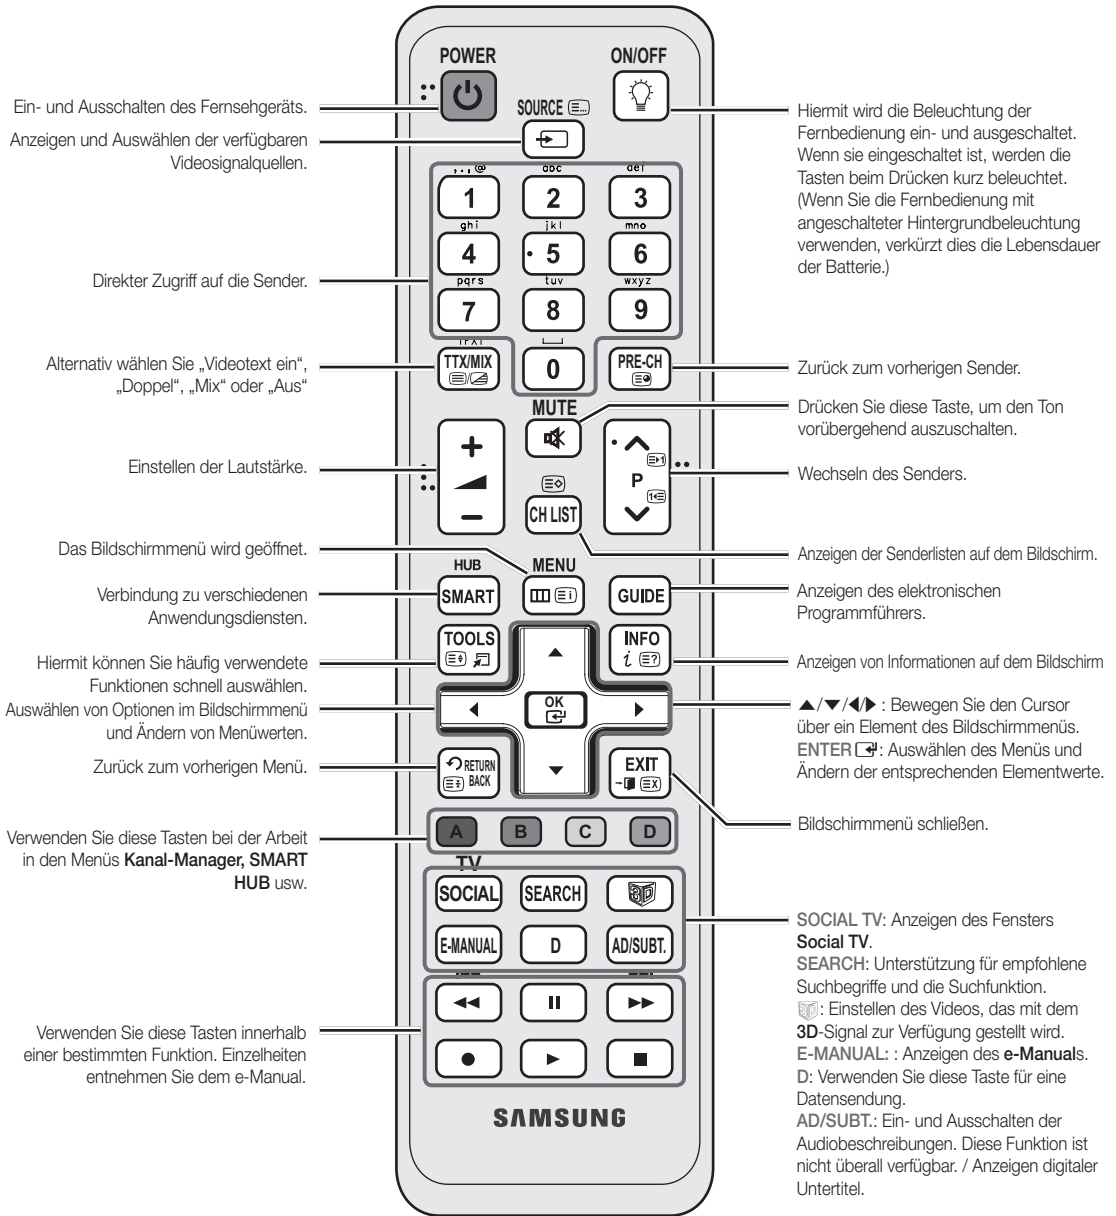 POWER
ON/OFF
SOURCE
Ein- und Ausschalten des Fernsehgeräts.
Anzeigen und Auswählen der verfügbaren
Videosignalquellen.
Hiermit wird die Beleuchtung der
Fernbedienung ein- und ausgeschaltet.
Wenn sie eingeschaltet ist, werden die
Tasten beim Drücken kurz beleuchtet.
(Wenn Sie die Fernbedienung mit
angeschalteter Hintergrundbeleuchtung
verwenden, verkürzt dies die Lebensdauer
der Batterie.)
. , @ abc def
1 2 3
ghi jkl mno
4 5 6
pqrs tuv wxyz
7 8 9
Direkter Zugriff auf die Sender.
TTX/MIX 0 PRE-CH
Alternativ wählen Sie „Videotext ein“,
„Doppel“, „Mix“ oder „Aus“
Zurück zum vorherigen Sender.
MUTE
Drücken Sie diese Taste, um den Ton
vorübergehend auszuschalten.
Einstellen der Lautstärke.
+
−
P
Wechseln des Senders.
CH LIST
Anzeigen der Senderlisten auf dem Bildschirm.
Das Bildschirmmenü wird geöffnet.
HUB
MENU
SMART
GUIDE
Verbindung zu verschiedenen
Anwendungsdiensten.
Anzeigen des elektronischen
Programmführers.
TOOLS
INFO
i
Hiermit können Sie häufig verwendete
Funktionen schnell auswählen.
Anzeigen von Informationen auf dem Bildschirm
Auswählen von Optionen im Bildschirmmenü
und Ändern von Menüwerten.
OK
▲/▼/◀/▶ : Bewegen Sie den Cursor
über ein Element des Bildschirmmenüs.
ENTER: Auswählen des Menüs und
Ändern der entsprechenden Elementwerte.
Zurück zum vorherigen Menü.
RETURN
BACK
EXIT
Bildschirmmenü schließen.
A B C D
Verwenden Sie diese Tasten bei der Arbeit
in den Menüs Kanal-Manager, SMART
HUB usw.
TV
SOCIAL SEARCH 3D
E-MANUAL D AD/SUBT.
SOCIAL TV: Anzeigen des Fensters
Social TV.
SEARCH: Unterstützung für empfohlene
Suchbegriffe und die Suchfunktion.
: Einstellen des Videos, das mit dem
3D-Signal zur Verfügung gestellt wird.
E-MANUAL: : Anzeigen des e-Manuals.
D: Verwenden Sie diese Taste für eine
Datensendung.
AD/SUBT.: Ein- und Ausschalten der
Audiobeschreibungen. Diese Funktion ist
nicht überall verfügbar. / Anzeigen digitaler
Untertitel.
Verwenden Sie diese Tasten innerhalb
einer bestimmten Funktion. Einzelheiten
entnehmen Sie dem e-Manual.
SAMSUNG